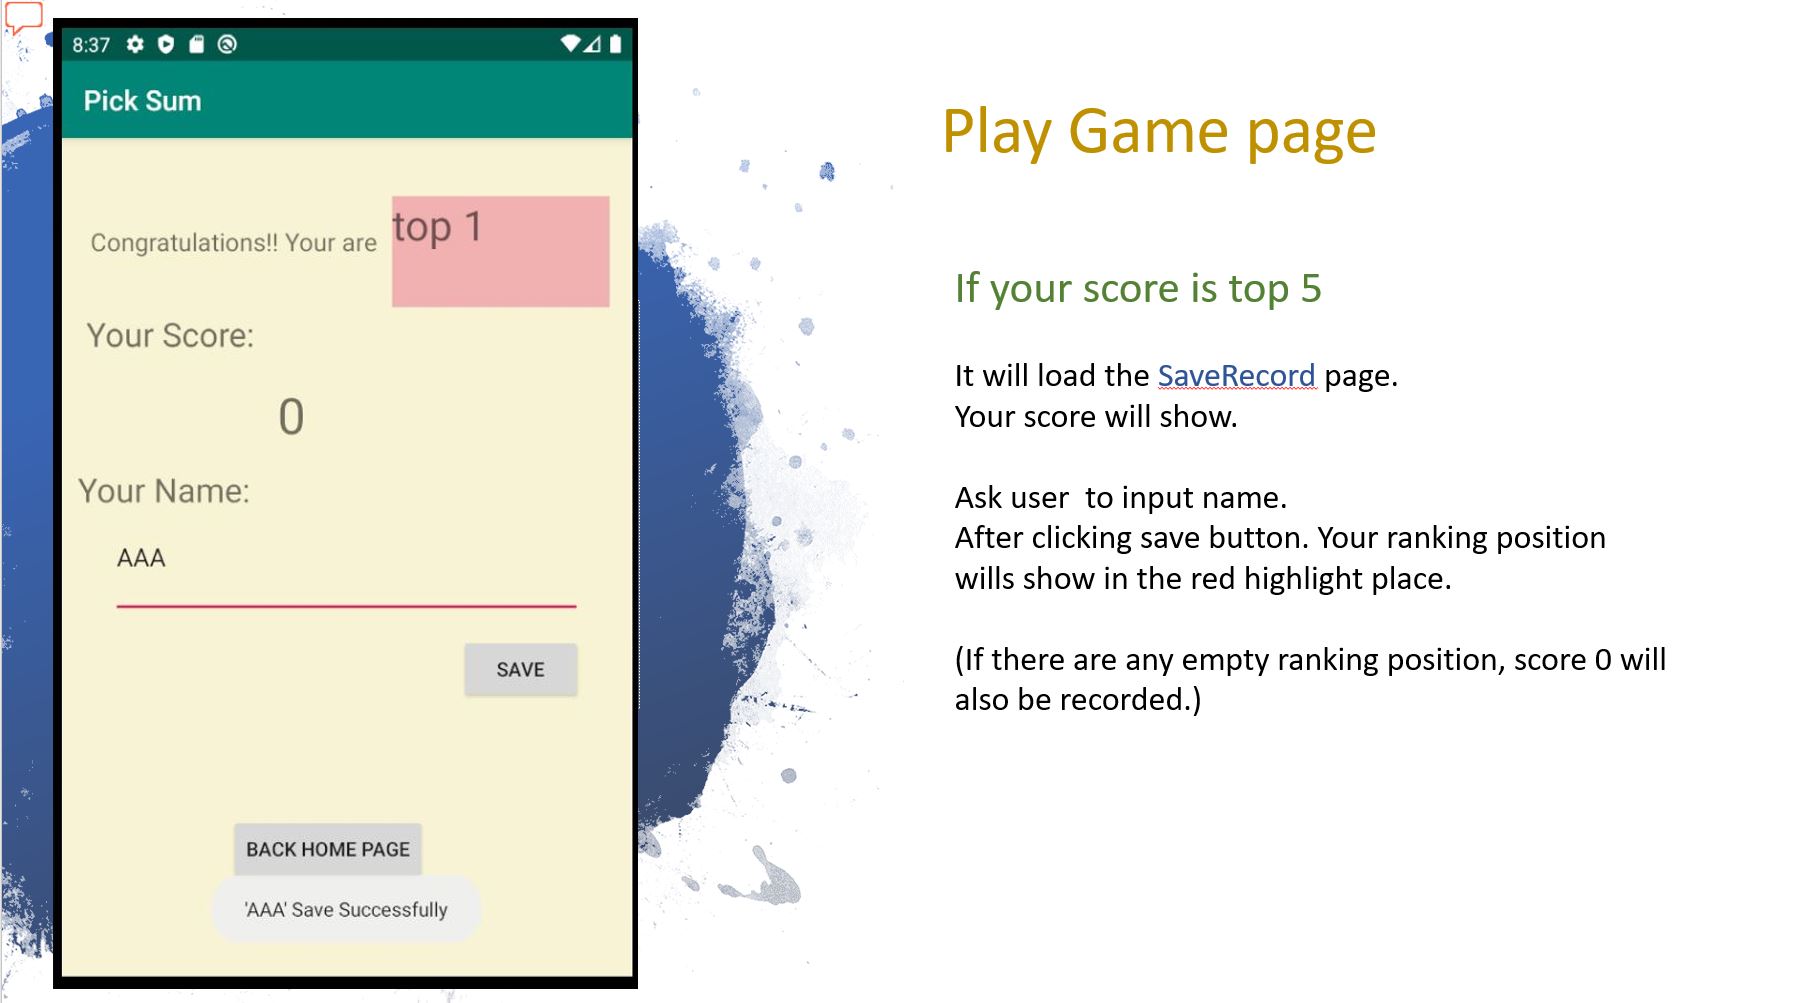 8:37
Pick Sum
Congratulations!! Your are
top 1
Your Score:
0
Your Name:
AAA
SAVE
BACK HOME PAGE
'AAA' Save Successfully
Play Game page
If your score is top 5
It will load the SaveRecord page.
Your score will show.
Ask user  to input name.
After clicking save button. Your ranking position
wills show in the red highlight place.
(If there are any empty ranking position, score 0 will
also be recorded.)